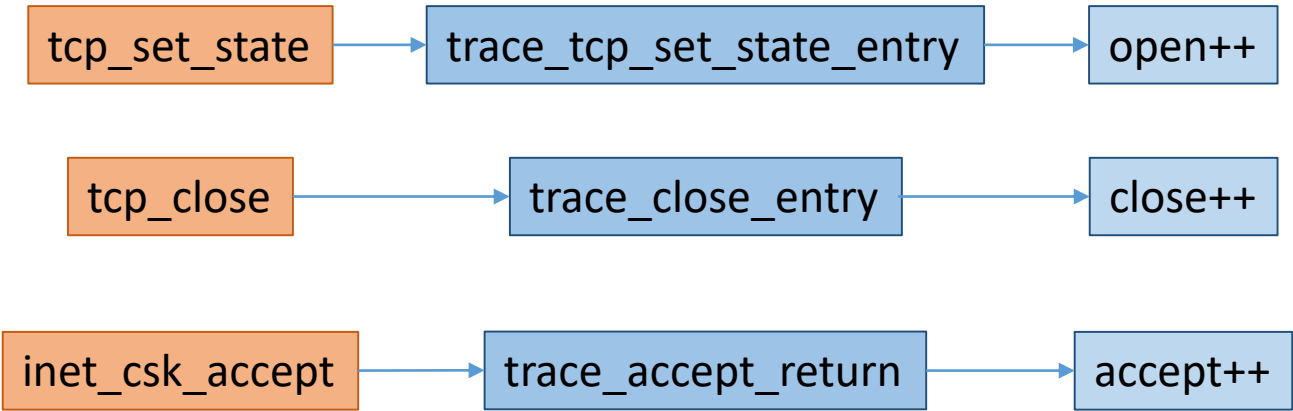 tcp_set_state trace_tcp_set_state_entry open++
tcp_close trace_close_entry close++
inet_csk_accept trace_accept_return accept++